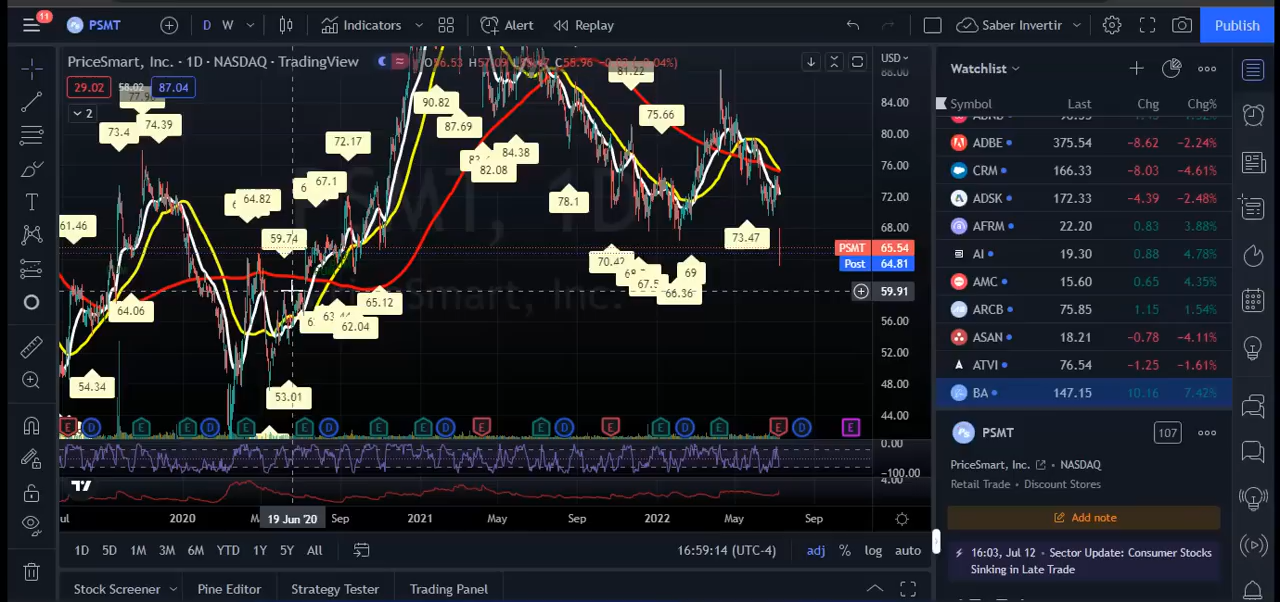 11
PSMT
D W
Indicators
Alert
Replay
Saber Invertir
Publish
PriceSmart, Inc. · 1D · NASDAQ · TradingView
29.02 58.02 87.04
2
USD
88.00
84.00
80.00
76.00
72.00
68.00
PSMT 65.54
Post 64.81
59.91
56.00
52.00
48.00
44.00
0.00
-100.00
4.00
61.46
73.4
74.39
64.06
54.34
64.82
59.74
53.01
67.1
72.17
62.04
65.12
90.82
87.69
82.08
84.38
78.1
81.22
75.66
70.42
67.5
66.36
69
73.47
E D E E D E E D E E D E E D E E D E E D E
2020
19 Jun '20
Sep
2021
May
Sep
2022
May
Sep
1D 5D 1M 3M 6M YTD 1Y 5Y All
16:59:14 (UTC-4)
adj % log auto
Stock Screener
Pine Editor
Strategy Tester
Trading Panel
Watchlist
Symbol Last Chg Chg%
ADBE 375.54 -8.62 -2.24%
CRM 166.33 -8.03 -4.61%
ADSK 172.33 -4.39 -2.48%
AFRM 22.20 0.83 3.88%
AI 19.30 0.88 4.78%
AMC 15.60 0.65 4.35%
ARCB 75.85 1.15 1.54%
ASAN 18.21 -0.78 -4.11%
ATVI 76.54 -1.25 -1.61%
BA 147.15 10.16 7.42%
PSMT
107
PriceSmart, Inc. NASDAQ
Retail Trade · Discount Stores
Add note
16:03, Jul 12 · Sector Update: Consumer Stocks
Sinking in Late Trade